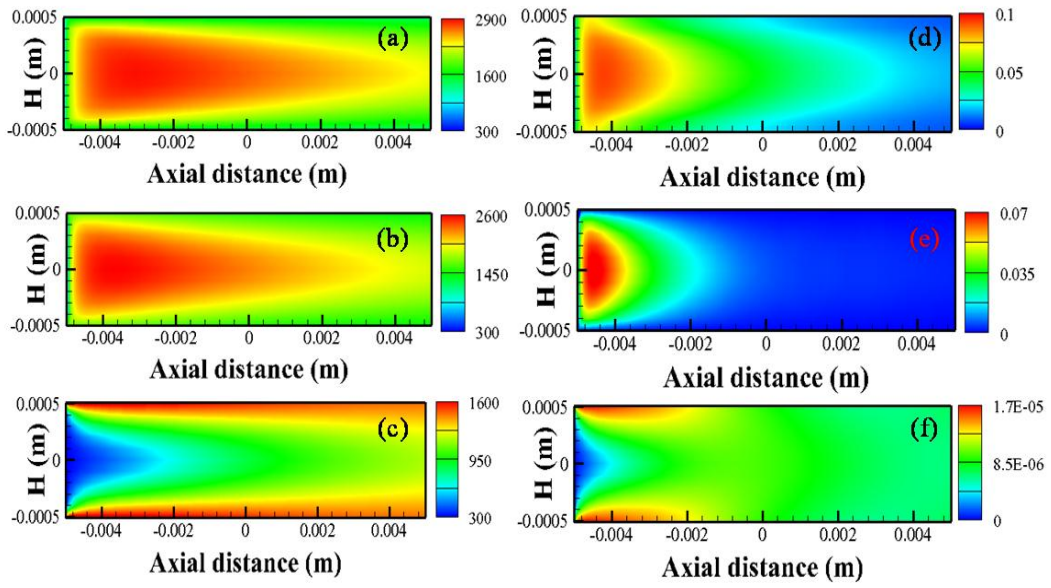 0.0005
H (m)
0
-0.0005
-0.004 -0.002 0 0.002 0.004
Axial distance (m)
(a)
2900
1600
300
0.0005
H (m)
0
-0.0005
-0.004 -0.002 0 0.002 0.004
Axial distance (m)
(d)
0.1
0.05
0
0.0005
H (m)
0
-0.0005
-0.004 -0.002 0 0.002 0.004
Axial distance (m)
(b)
2600
1450
300
0.0005
H (m)
0
-0.0005
-0.004 -0.002 0 0.002 0.004
Axial distance (m)
(e)
0.07
0.035
0
0.0005
H (m)
0
-0.0005
-0.004 -0.002 0 0.002 0.004
Axial distance (m)
(c)
1600
950
300
0.0005
H (m)
0
-0.0005
-0.004 -0.002 0 0.002 0.004
Axial distance (m)
(f)
1.7E-05
8.5E-06
0